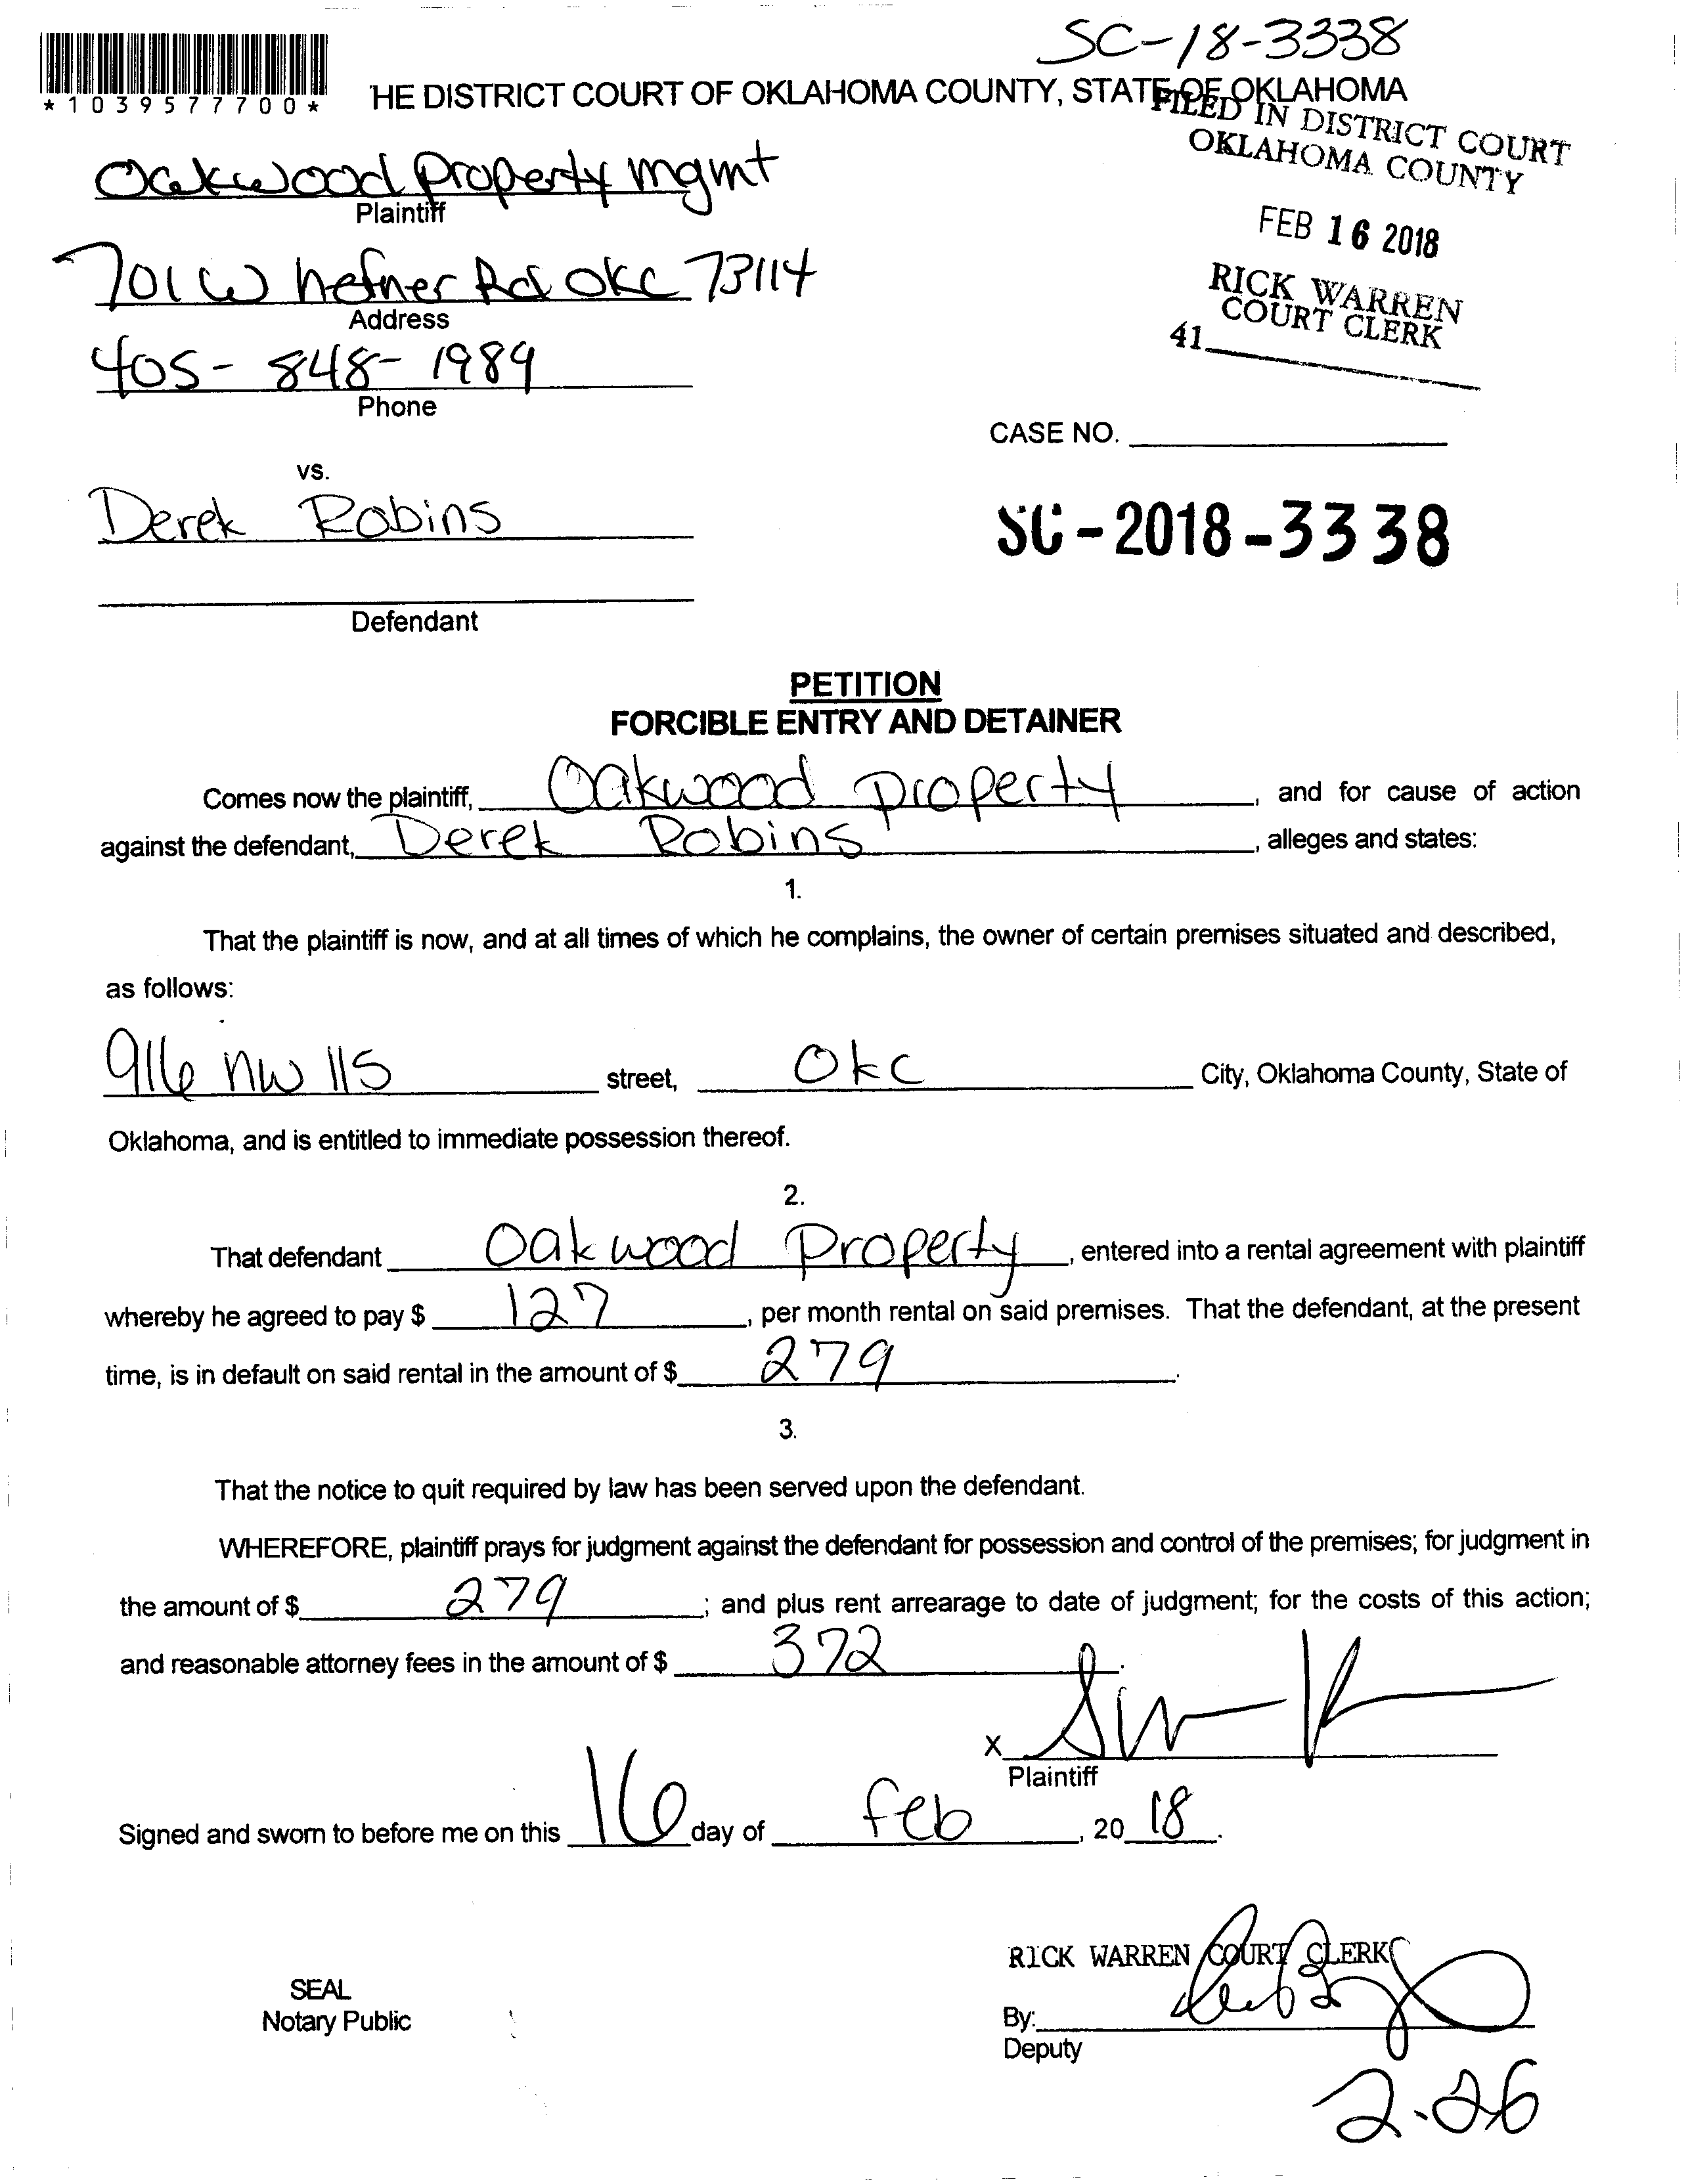 SC-18-3338
*1039577700*
HE DISTRICT COURT OF OKLAHOMA COUNTY, STATE OF OKLAHOMA
FILED IN DISTRICT COURT
OKLAHOMA COUNTY
Oakwood Property mgmt
Plaintiff
FEB 16 2018
701 W hefner Rd OKC 73114
Address
RICK WARREN
COURT CLERK
41
405-848-1989
Phone
CASE NO.
vs.
Derek Robins
SC-2018-3338
Defendant
PETITION
FORCIBLE ENTRY AND DETAINER
Comes now the plaintiff, Oakwood property, and for cause of action
against the defendant, Derek Robins, alleges and states:
1.
That the plaintiff is now, and at all times of which he complains, the owner of certain premises situated and described,
as follows:
916 nw 115 street, OKC City, Oklahoma County, State of
Oklahoma, and is entitled to immediate possession thereof.
2.
That defendant Oakwood Property, entered into a rental agreement with plaintiff
whereby he agreed to pay $ 127, per month rental on said premises. That the defendant, at the present
time, is in default on said rental in the amount of $ 279.
3.
That the notice to quit required by law has been served upon the defendant.
WHEREFORE, plaintiff prays for judgment against the defendant for possession and control of the premises; for judgment in
the amount of $ 279; and plus rent arrearage to date of judgment; for the costs of this action;
and reasonable attorney fees in the amount of $ 372.
X
Plaintiff
Signed and sworn to before me on this 16 day of feb, 20 18.
RICK WARREN COURT CLERK
SEAL
Notary Public
By:
Deputy
2-26